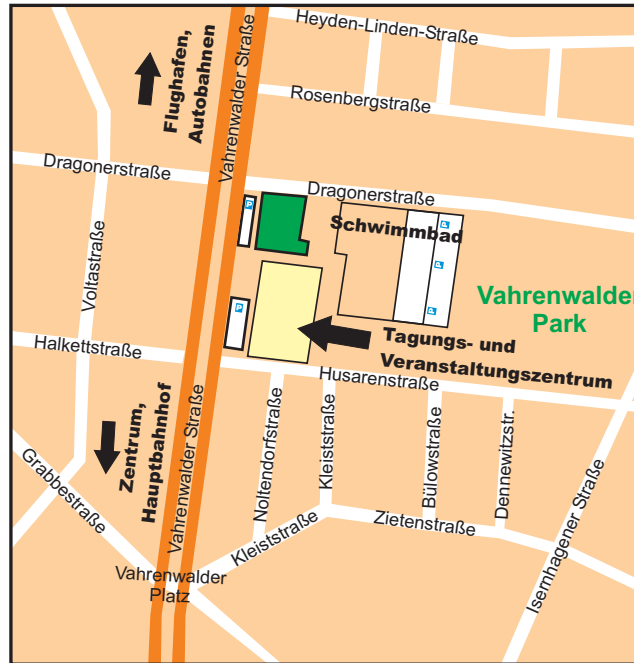 Heyden-Linden-Straße
Flughafen,
Autobahnen
Vahrenwalder Straße
Rosenbergstraße
Dragonerstraße
Dragonerstraße
P
Schwimmbad
P
P
P
Voltastraße
Vahrenwalder
Park
P
Tagungs- und
Veranstaltungszentrum
Halkettstraße
Husarenstraße
Zentrum,
Hauptbahnhof
Vahrenwalder Straße
Noltendorfstraße
Kleiststraße
Bülowstraße
Dennewitzstr.
Grabbestraße
Kleiststraße
Zietenstraße
Isernhagener Straße
Vahrenwalder
Platz